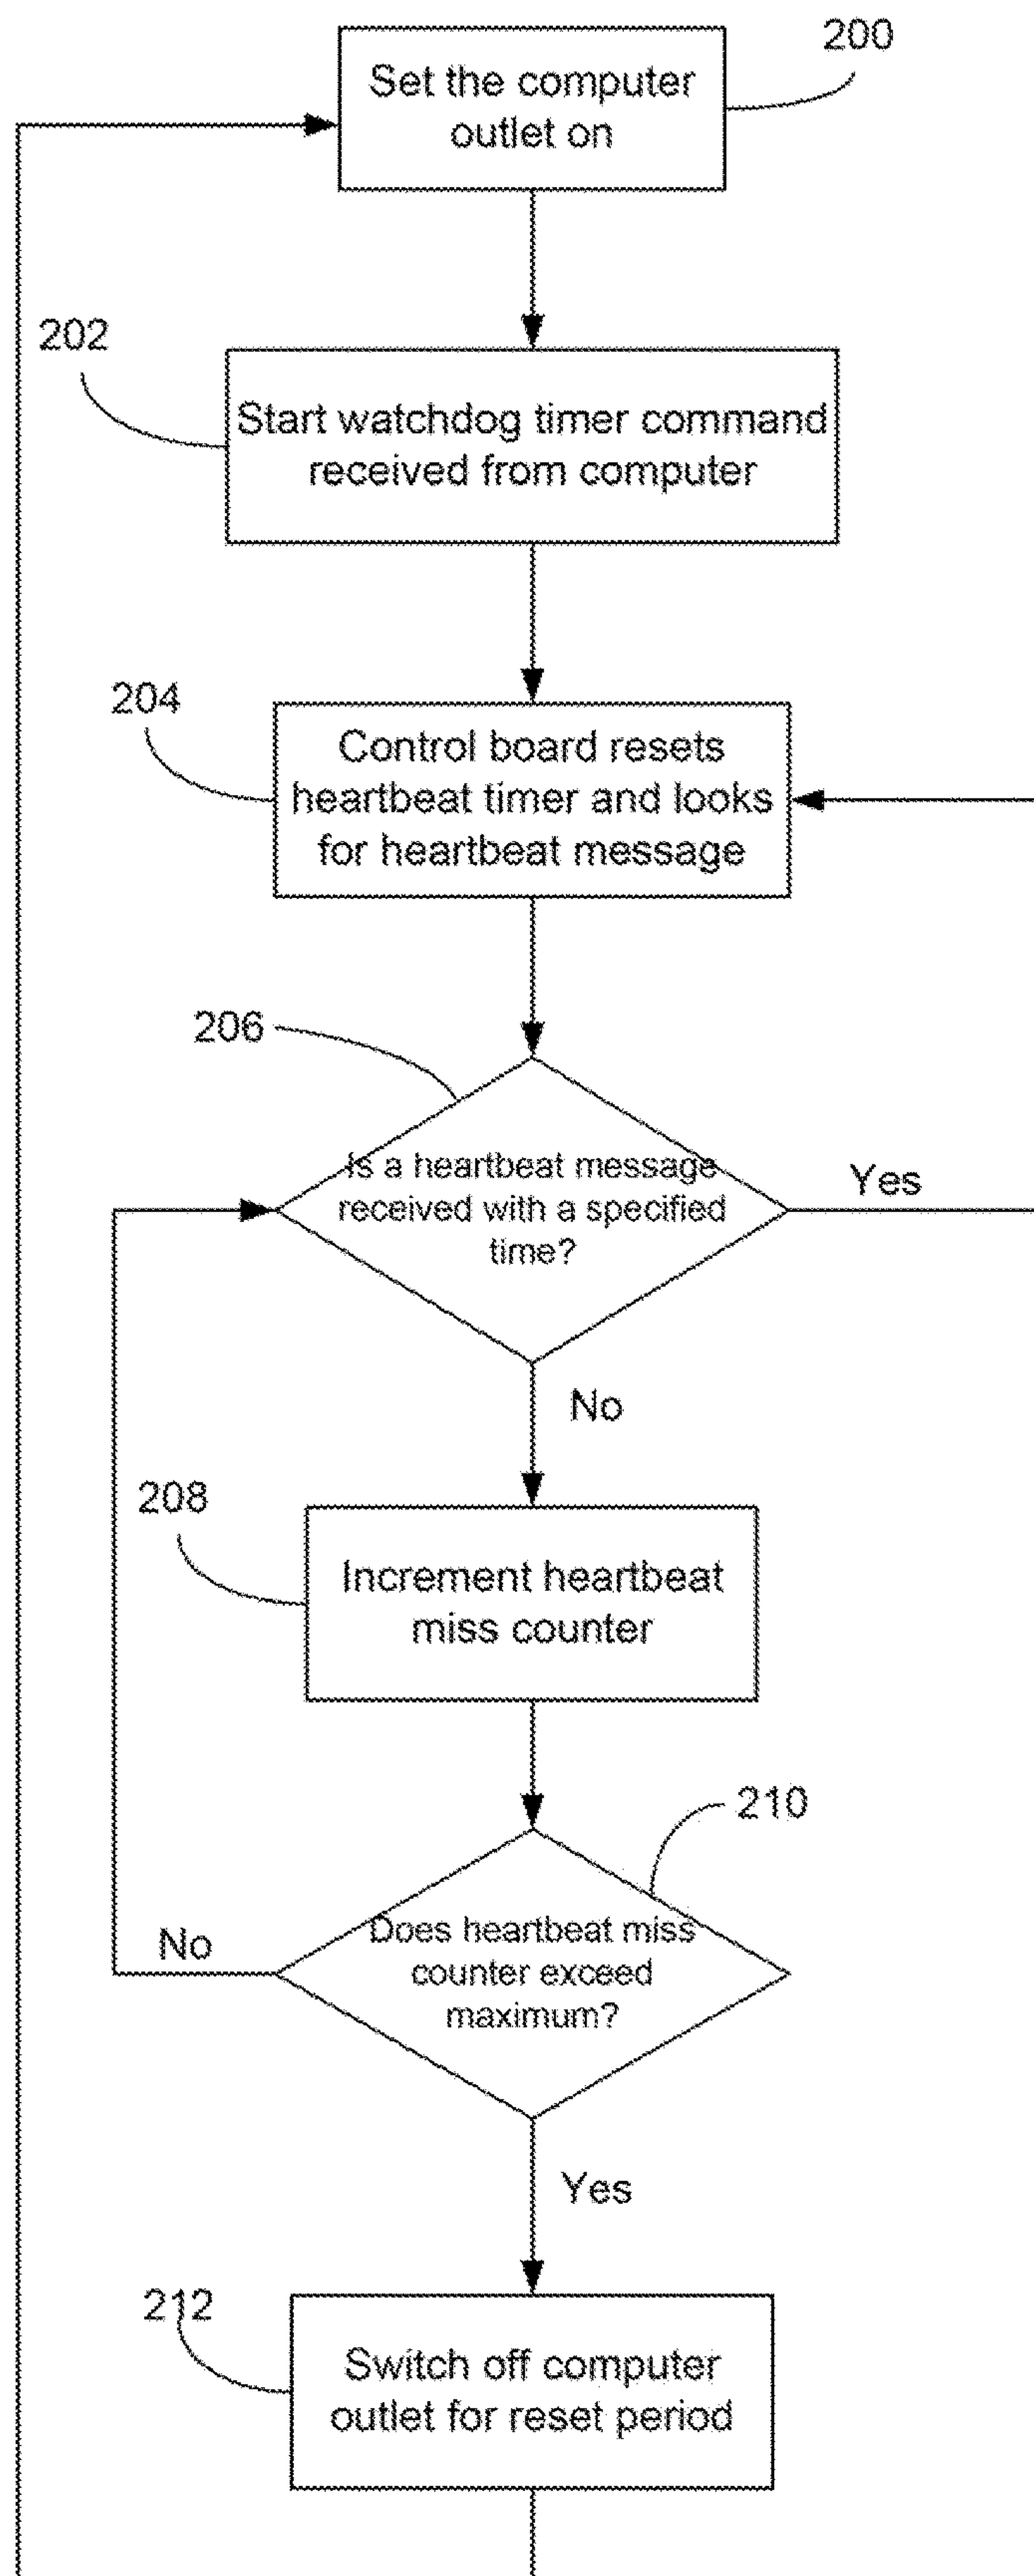 200
Set the computer
outlet on
202
Start watchdog timer command
received from computer
204
Control board resets
heartbeat timer and looks
for heartbeat message
206
Is a heartbeat message
received with a specified
time?
Yes
No
208
Increment heartbeat
miss counter
210
Does heartbeat miss
counter exceed
maximum?
No
Yes
212
Switch off computer
outlet for reset period